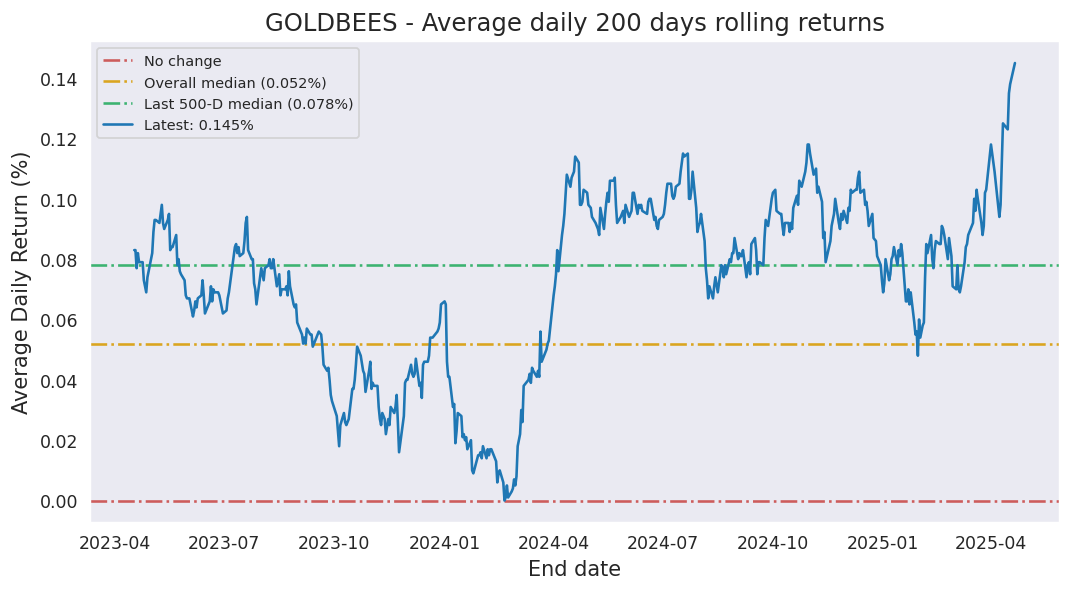 GOLDBEES - Average daily 200 days rolling returns
No change
Overall median (0.052%)
Last 500-D median (0.078%)
Latest: 0.145%
Average Daily Return (%)
0.14
0.12
0.10
0.08
0.06
0.04
0.02
0.00
2023-04 2023-07 2023-10 2024-01 2024-04 2024-07 2024-10 2025-01 2025-04
End date